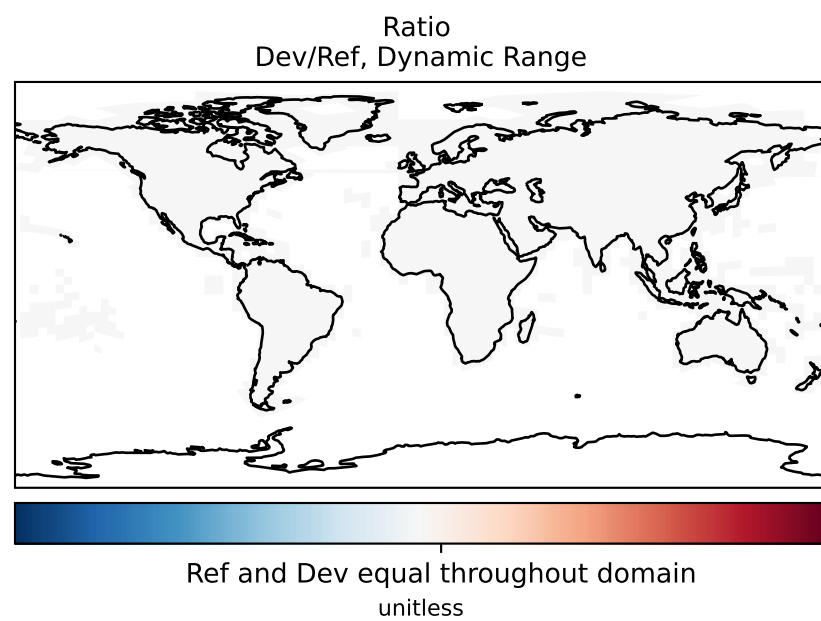 Ratio
Dev/Ref, Dynamic Range
Ref and Dev equal throughout domain
unitless